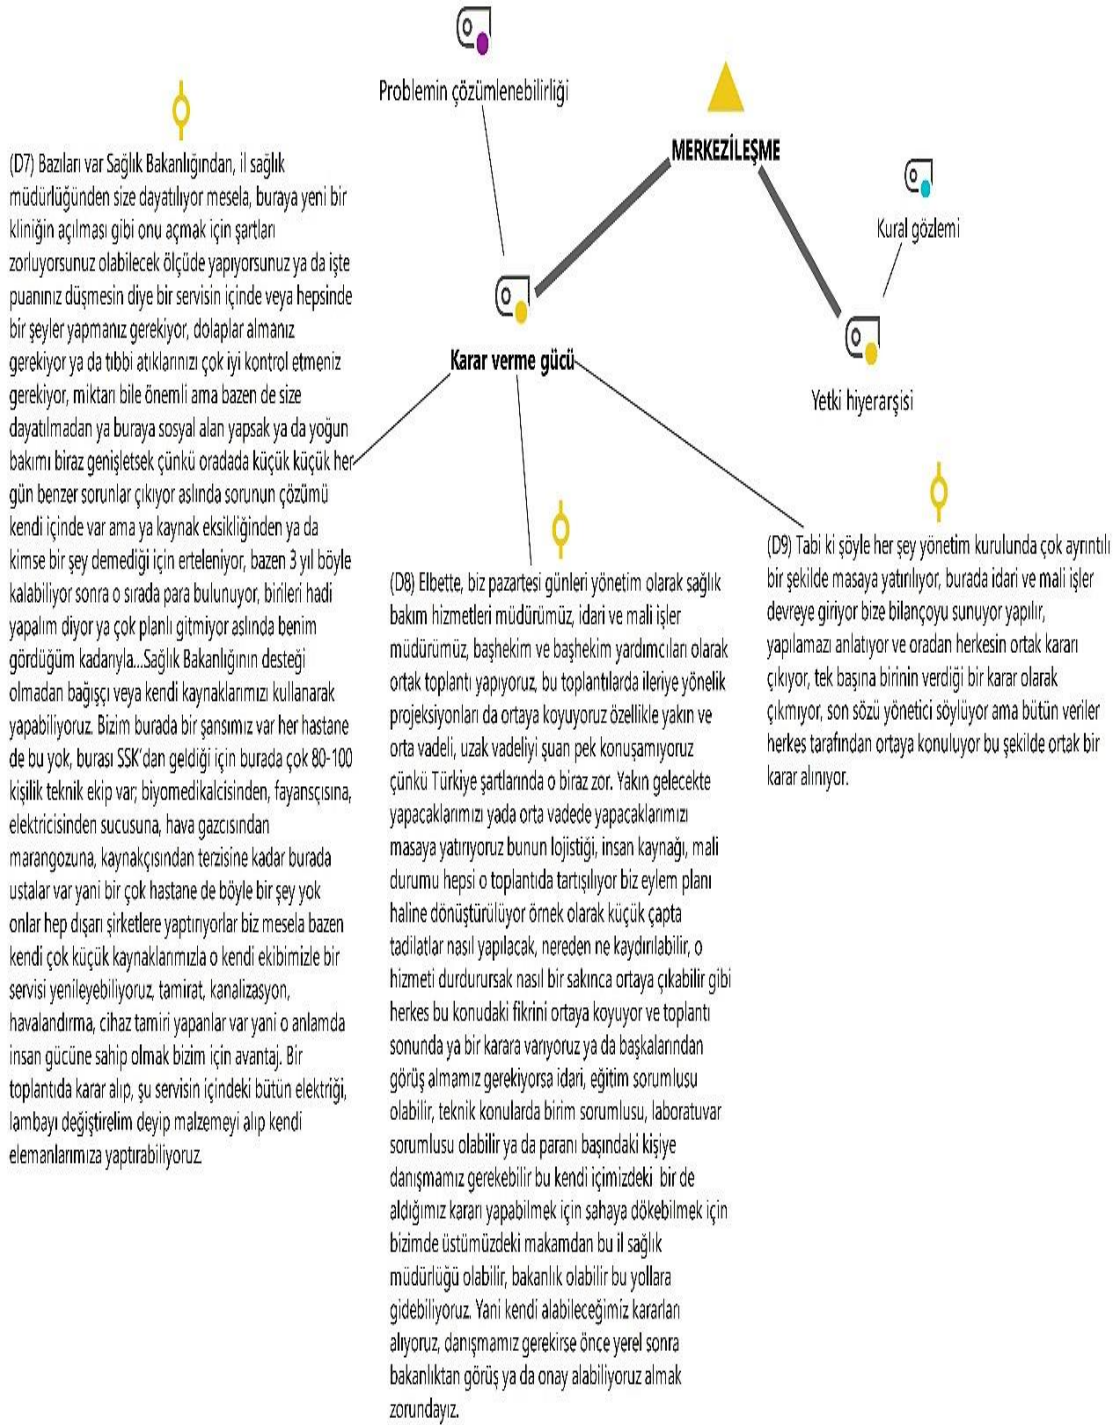 Problemin çözümlenebilirliği
MERKEZİLEŞME
Kural gözlemi
Karar verme gücü
Yetki hiyerarşisi
(D7) Bazıları var Sağlık Bakanlığından, il sağlık
müdürlüğünden size dayatılıyor mesela, buraya yeni bir
kliniğin açılması gibi onu açmak için şartları
zorluyorsunuz olabilecek ölçüde yapıyorsunuz ya da işte
puanınız düşmesin diye bir servisin içinde veya hepsinde
bir şeyler yapmanız gerekiyor, dolaplar almanız
gerekiyor ya da tıbbi atıklarınızı çok iyi kontrol etmeniz
gerekiyor, miktarı bile önemli ama bazen de size
dayatılmadan ya buraya sosyal alan yapsak ya da yoğun
bakımı biraz genişletsek çünkü oradada küçük küçük her
gün benzer sorunlar çıkıyor aslında sorunun çözümü
kendi içinde var ama ya kaynak eksikliğinden ya da
kimse bir şey demediği için erteleniyor, bazen 3 yıl böyle
kalabiliyor sonra o sırada para bulunuyor, birileri hadi
yapalım diyor ya çok planlı gitmiyor aslında benim
gördüğüm kadarıyla...Sağlık Bakanlığının desteği
olmadan bağışçı veya kendi kaynaklarımızı kullanarak
yapabiliyoruz. Bizim burada bir şansımız var her hastane
de bu yok, burası SSK'dan geldiği için burada çok 80-100
kişilik teknik ekip var; biyomedikalcisinden, fayansçısına,
elektricisinden sucusuna, hava gazcısından
marangozuna, kaynakçısından terzisine kadar burada
ustalar var yani bir çok hastane de böyle bir şey yok
onlar hep dışarı şirketlere yaptırıyorlar biz mesela bazen
kendi çok küçük kaynaklarımızla o kendi ekibimizle bir
servisi yenileyebiliyoruz, tamirat, kanalizasyon,
havalandırma, cihaz tamiri yapanlar var yani o anlamda
insan gücüne sahip olmak bizim için avantaj. Bir
toplantıda karar alıp, şu servisin içindeki bütün elektriği,
lambayı değiştirelim deyip malzemeyi alıp kendi
elemanlarımıza yaptırabiliyoruz.
(D8) Elbette, biz pazartesi günleri yönetim olarak sağlık
bakım hizmetleri müdürümüz, idari ve mali işler
müdürümüz, başhekim ve başhekim yardımcıları olarak
ortak toplantı yapıyoruz, bu toplantılarda ileriye yönelik
projeksiyonları da ortaya koyuyoruz özellikle yakın ve
orta vadeli, uzak vadeliyi şuan pek konuşamıyoruz
çünkü Türkiye şartlarında o biraz zor. Yakın gelecekte
yapacaklarımızı yada orta vadede yapacaklarımızı
masaya yatırıyoruz bunun lojistiği, insan kaynağı, mali
durumu hepsi o toplantıda tartışılıyor biz eylem planı
haline dönüştürülüyor örnek olarak küçük çapta
tadilatlar nasıl yapılacak, nereden ne kaydırılabilir, o
hizmeti durdurursak nasıl bir sakınca ortaya çıkabilir gibi
herkes bu konudaki fikrini ortaya koyuyor ve toplantı
sonunda ya bir karara varıyoruz ya da başkalarından
görüş almamız gerekiyorsa idari, eğitim sorumlusu
olabilir, teknik konularda birim sorumlusu, laboratuvar
sorumlusu olabilir ya da paranı başındaki kişiye
danışmamız gerekebilir bu kendi içimizdeki bir de
aldığımız kararı yapabilmek için sahaya dökebilmek için
bizimde üstümüzdeki makamdan bu il sağlık
müdürlüğü olabilir, bakanlık olabilir bu yollara
gidebiliyoruz. Yani kendi alabileceğimiz kararları
alıyoruz, danışmamız gerekirse önce yerel sonra
bakanlıktan görüş ya da onay alabiliyoruz almak
zorundayız.
(D9) Tabi ki şöyle her şey yönetim kurulunda çok ayrıntılı
bir şekilde masaya yatırılıyor, burada idari ve mali işler
devreye giriyor bize bilançoyu sunuyor yapılır,
yapılamazı anlatıyor ve oradan herkesin ortak kararı
çıkıyor, tek başına birinin verdiği bir karar olarak
çıkmıyor, son sözü yönetici söylüyor ama bütün veriler
herkes tarafından ortaya konuluyor bu şekilde ortak bir
karar alınıyor.